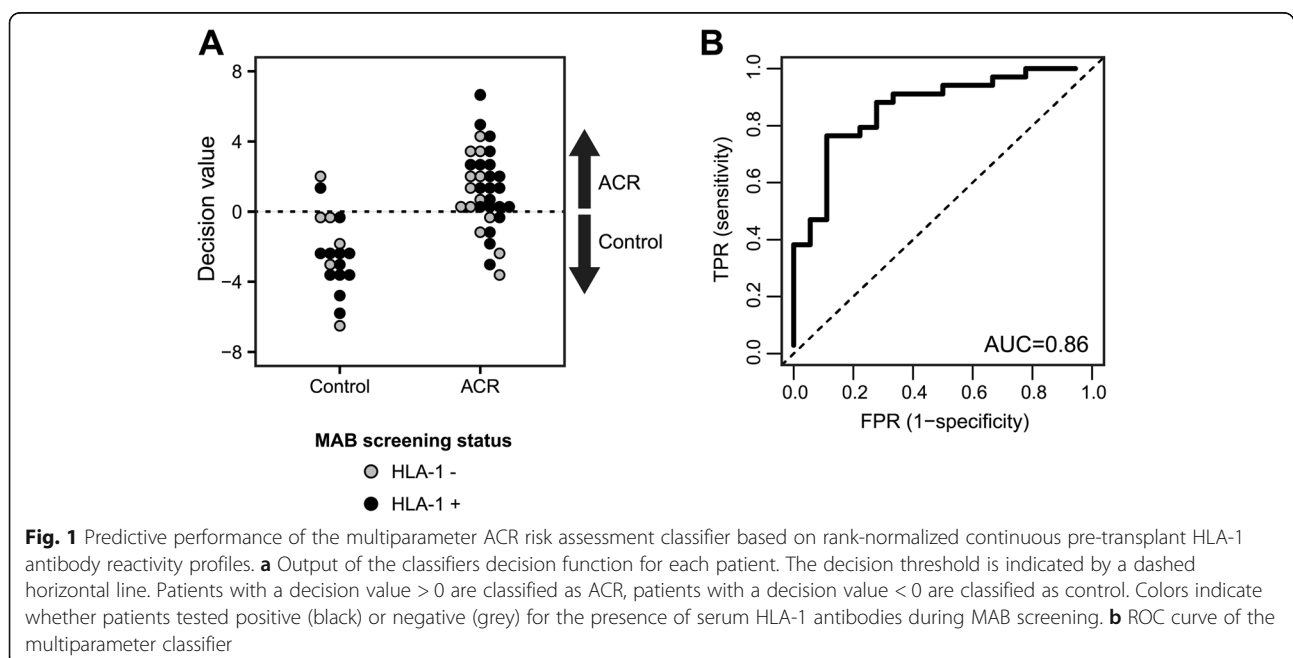 A
8
4
0
−4
−8
Decision value
Control
ACR
ACR
Control
MAB screening status
HLA-1 -
HLA-1 +
B
1.0
0.8
0.6
0.4
0.2
0.0
TPR (sensitivity)
AUC=0.86
0.0 0.2 0.4 0.6 0.8 1.0
FPR (1−specificity)
Fig. 1 Predictive performance of the multiparameter ACR risk assessment classifier based on rank-normalized continuous pre-transplant HLA-1
antibody reactivity profiles. a Output of the classifiers decision function for each patient. The decision threshold is indicated by a dashed
horizontal line. Patients with a decision value > 0 are classified as ACR, patients with a decision value < 0 are classified as control. Colors indicate
whether patients tested positive (black) or negative (grey) for the presence of serum HLA-1 antibodies during MAB screening. b ROC curve of the
multiparameter classifier